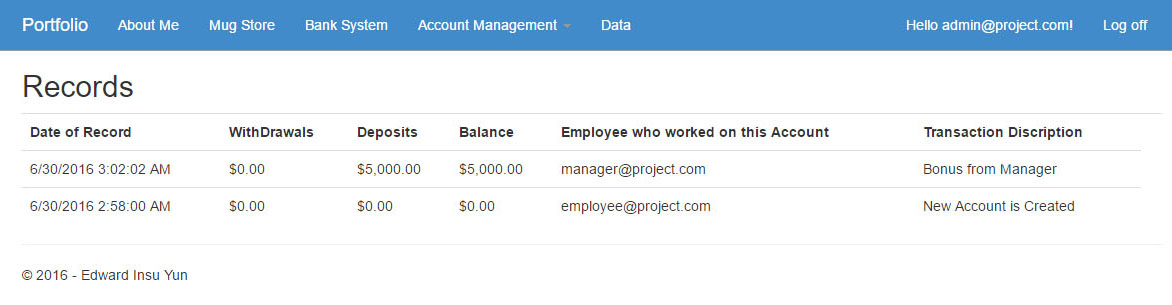 Portfolio About Me Mug Store Bank System Account Management Data Hello admin@project.com! Log off
Records
Date of Record WithDrawals Deposits Balance Employee who worked on this Account Transaction Discription
6/30/2016 3:02:02 AM $0.00 $5,000.00 $5,000.00 manager@project.com Bonus from Manager
6/30/2016 2:58:00 AM $0.00 $0.00 $0.00 employee@project.com New Account is Created
© 2016 - Edward Insu Yun